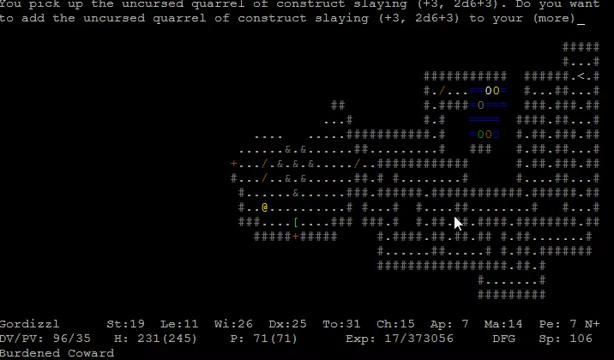 You pick up the uncursed quarrel of construct slaying (+3, 2d6+3). Do you want
to add the uncursed quarrel of construct slaying (+3, 2d6+3) to your (more)_
Gordizzl St:19 Le:11 Wi:26 Dx:25 To:31 Ch:15 Ap: 7 Ma:14 Pe: 7 N+
DV/PV: 96/35 H: 231(245) P: 71(71) Exp: 17/373056 DFG Sp: 106
Burdened Coward